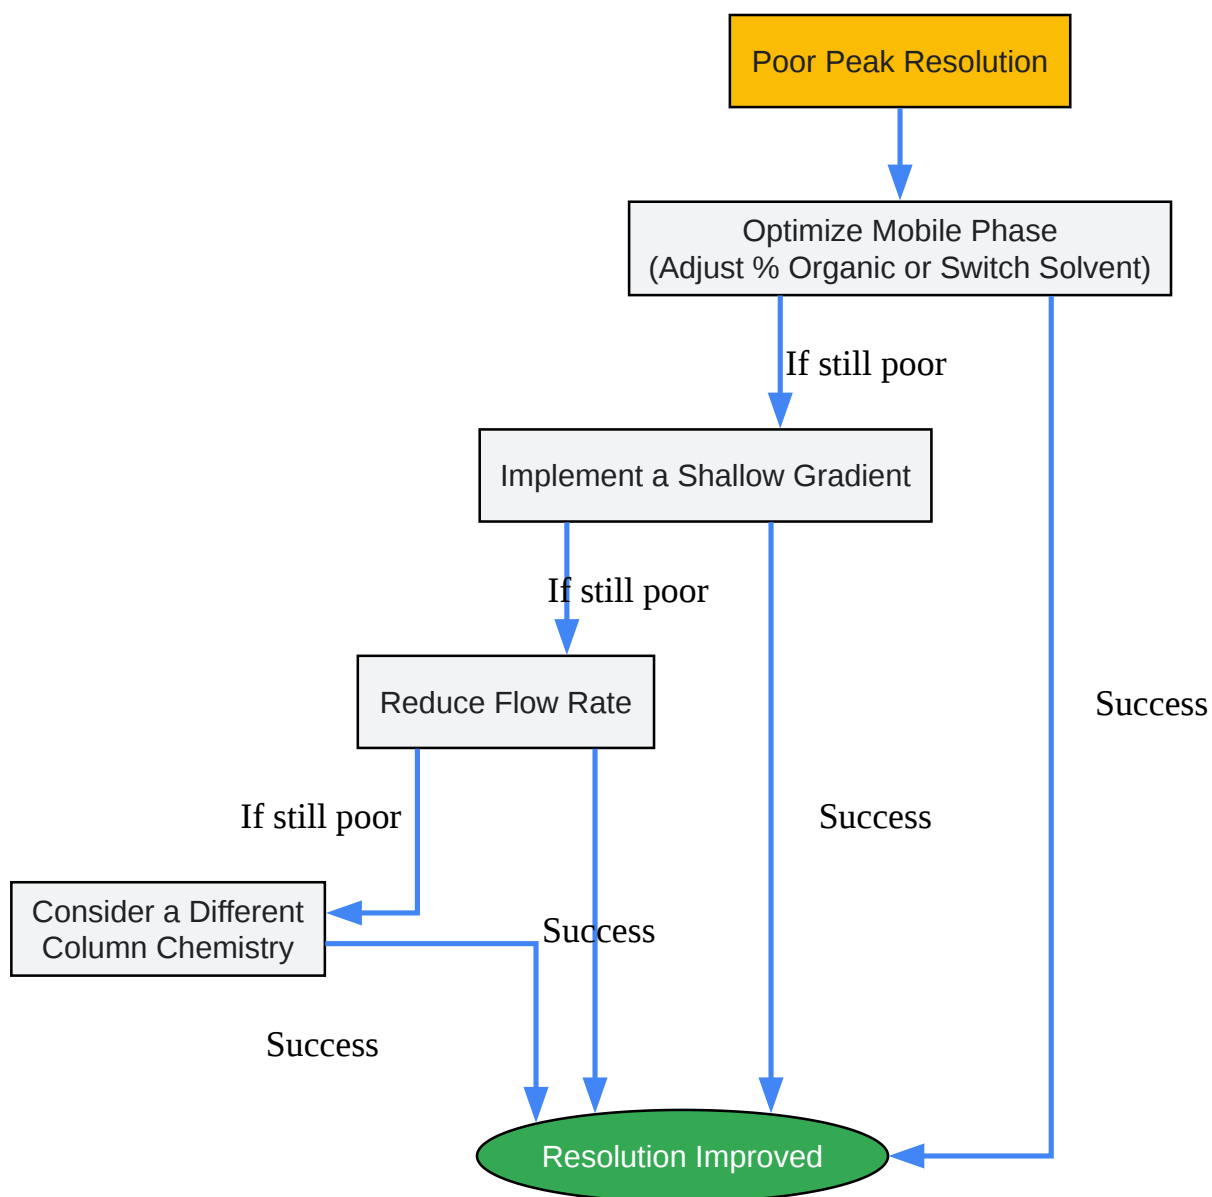 Poor Peak Resolution
Optimize Mobile Phase
(Adjust % Organic or Switch Solvent)
If still poor
Implement a Shallow Gradient
If still poor
Reduce Flow Rate
Success
If still poor
Success
Consider a Different
Column Chemistry
Success
Success
Resolution Improved